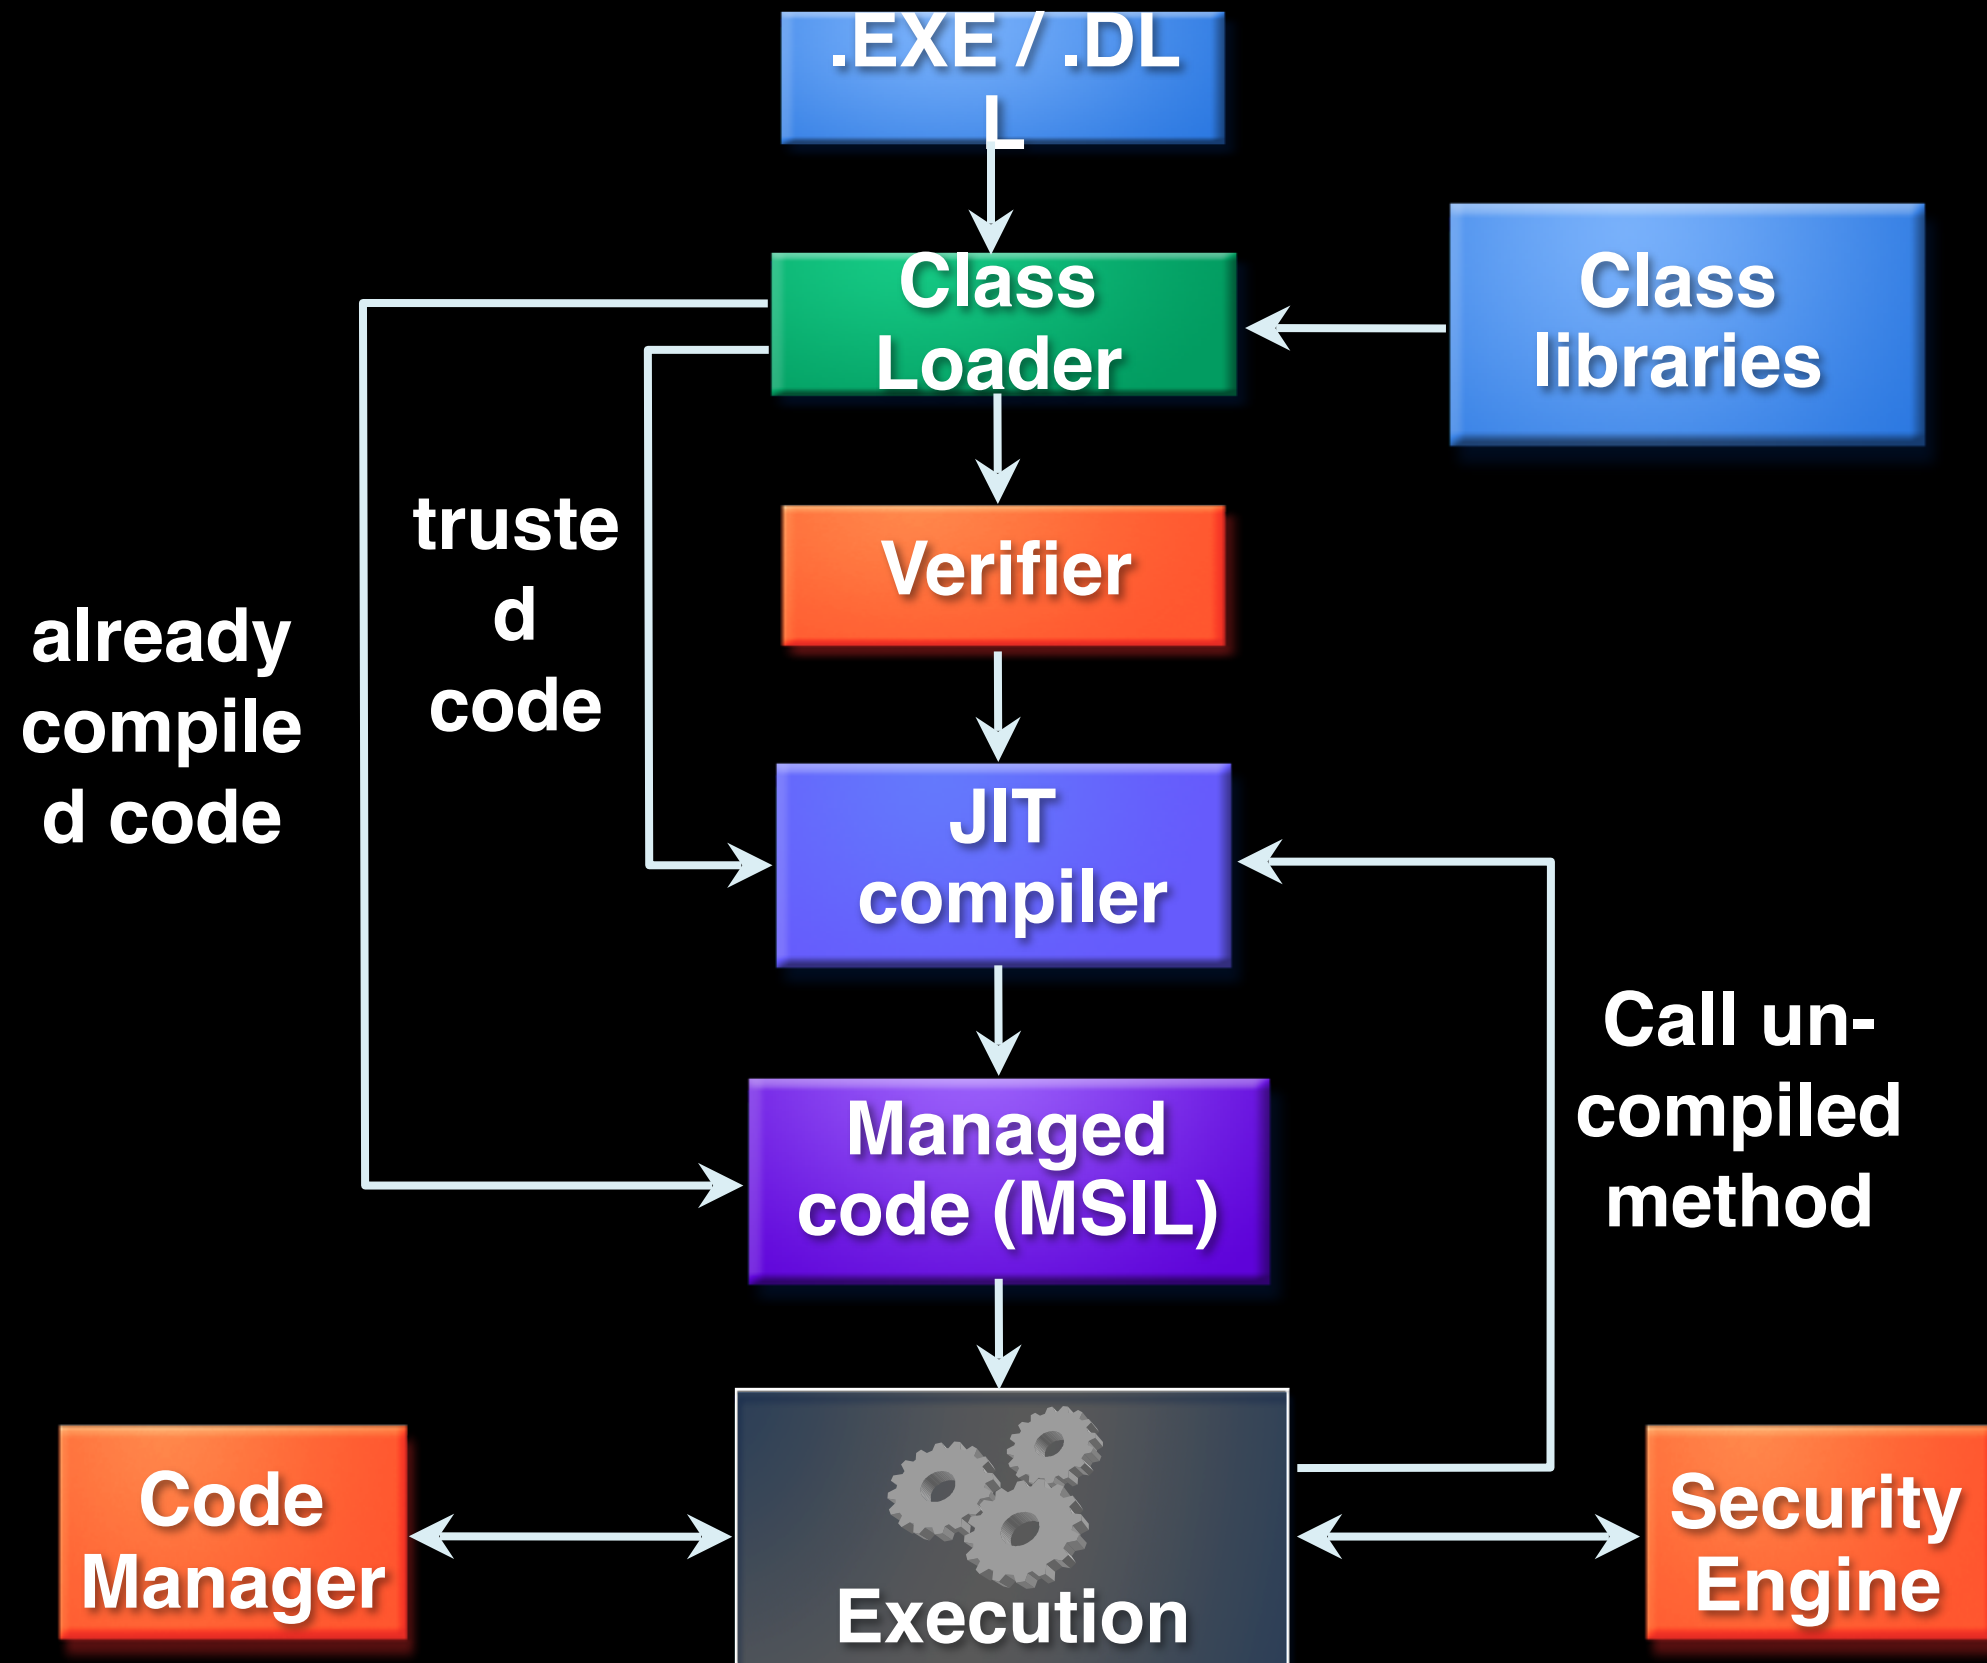 .EXE / .DL
L
Class
Loader
Class
libraries
truste
d
code
Verifier
already
compile
d code
JIT
compiler
Call un-
compiled
method
Managed
code (MSIL)
Code
Manager
Execution
Security
Engine